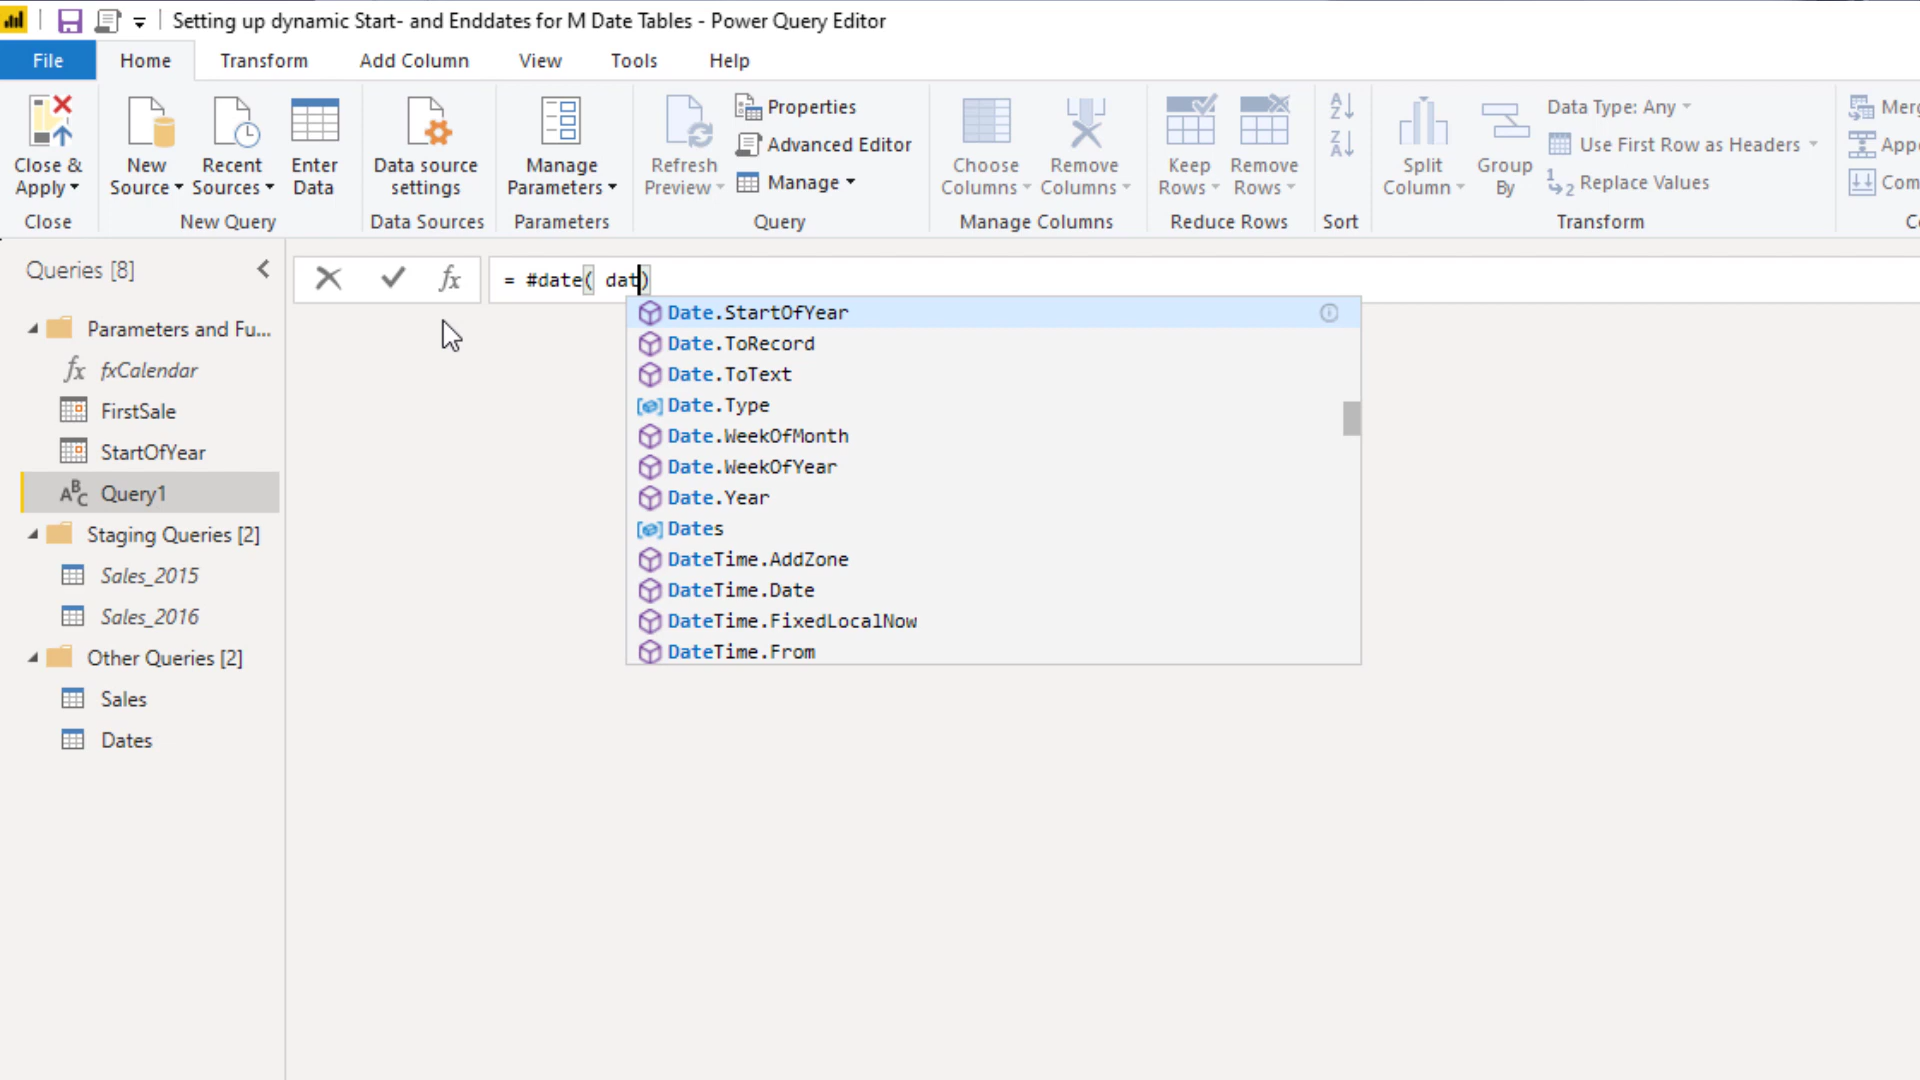 Setting up dynamic Start- and Enddates for M Date Tables - Power Query Editor
File Home Transform Add Column View Tools Help
Close & Apply
New Source
Recent Sources
Enter Data
Data source settings
Manage Parameters
Refresh Preview
Properties
Advanced Editor
Manage
Choose Columns
Remove Columns
Keep Rows
Remove Rows
Split Column
Group By
Data Type: Any
Use First Row as Headers
Replace Values
Close New Query Data Sources Parameters Query Manage Columns Reduce Rows Sort Transform
Queries [8]
= #date( dat)
Parameters and Fu...
fxCalendar
FirstSale
StartOfYear
Query1
Staging Queries [2]
Sales_2015
Sales_2016
Other Queries [2]
Sales
Dates
Date.StartOfYear
Date.ToRecord
Date.ToText
Date.Type
Date.WeekOfMonth
Date.WeekOfYear
Date.Year
Dates
DateTime.AddZone
DateTime.Date
DateTime.FixedLocalNow
DateTime.From